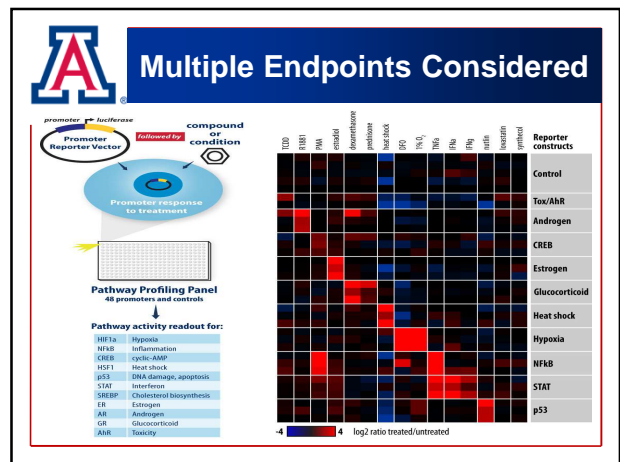 Multiple Endpoints Considered
promoter luciferase
Promoter
Reporter Vector
followed by
compound
or
condition
Promoter response
to treatment
Pathway Profiling Panel
48 promoters and controls
Pathway activity readout for:
HIF1a Hypoxia
NFkB Inflammation
CREB cyclic-AMP
HSF1 Heat shock
p53 DNA damage, apoptosis
STAT Interferon
SREBP Cholesterol biosynthesis
ER Estrogen
AR Androgen
GR Glucocorticoid
AhR Toxicity
TCDD
R1881
PMA
estradiol
dexamethasone
prednisone
heat shock
DFO
1% O2
TNFa
IFNa
IFNg
nutlin
lovastatin
synthecol
Reporter
constructs
Control
Tox/AhR
Androgen
CREB
Estrogen
Glucocorticoid
Heat shock
Hypoxia
NFkB
STAT
p53
-4 4 log2 ratio treated/untreated